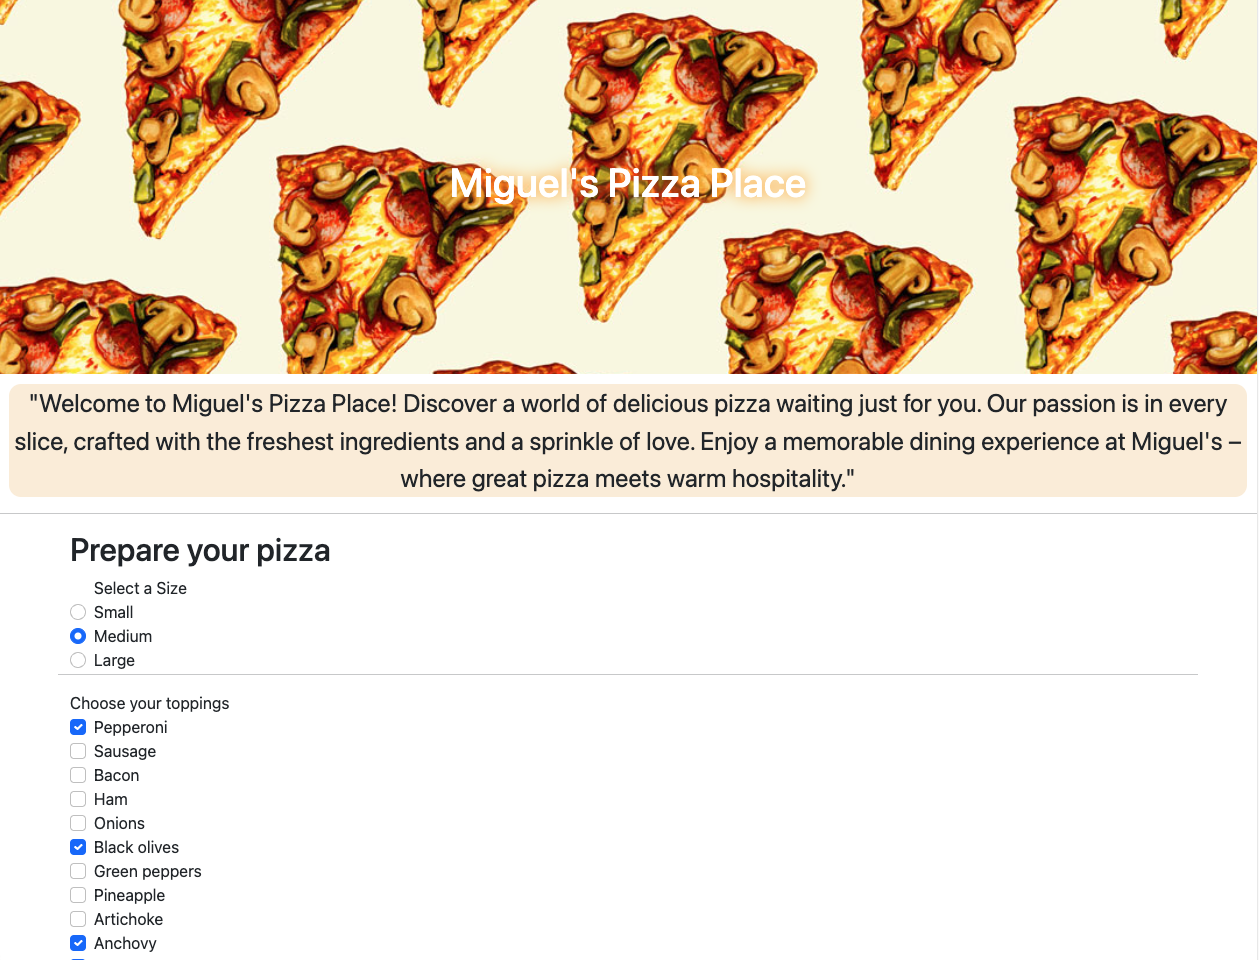 Miguel's Pizza Place
"Welcome to Miguel's Pizza Place! Discover a world of delicious pizza waiting just for you. Our passion is in every
slice, crafted with the freshest ingredients and a sprinkle of love. Enjoy a memorable dining experience at Miguel's –
where great pizza meets warm hospitality."
Prepare your pizza
Select a Size
Small
Medium
Large
Choose your toppings
Pepperoni
Sausage
Bacon
Ham
Onions
Black olives
Green peppers
Pineapple
Artichoke
Anchovy